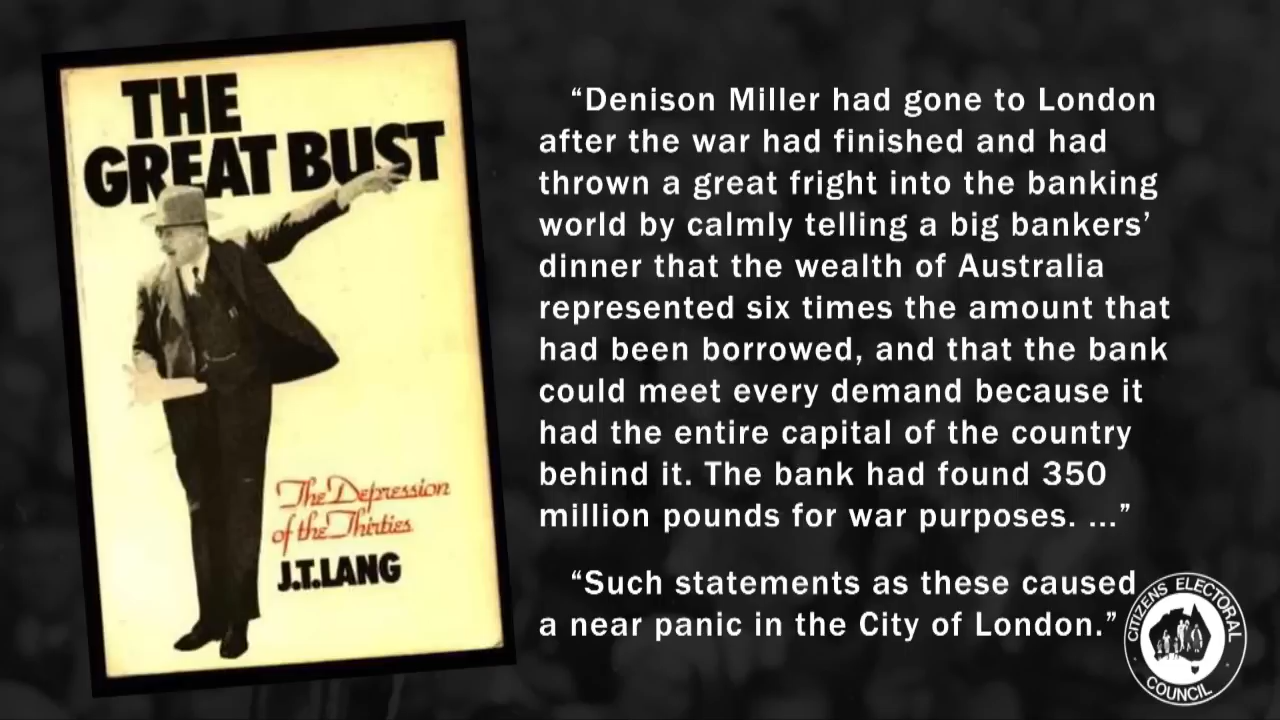 THE
GREAT BUST
The Depression
of the Thirties
J.T.LANG
“Denison Miller had gone to London
after the war had finished and had
thrown a great fright into the banking
world by calmly telling a big bankers’
dinner that the wealth of Australia
represented six times the amount that
had been borrowed, and that the bank
could meet every demand because it
had the entire capital of the country
behind it. The bank had found 350
million pounds for war purposes. ...”
“Such statements as these caused
a near panic in the City of London.”
CITIZENS ELECTORAL
COUNCIL